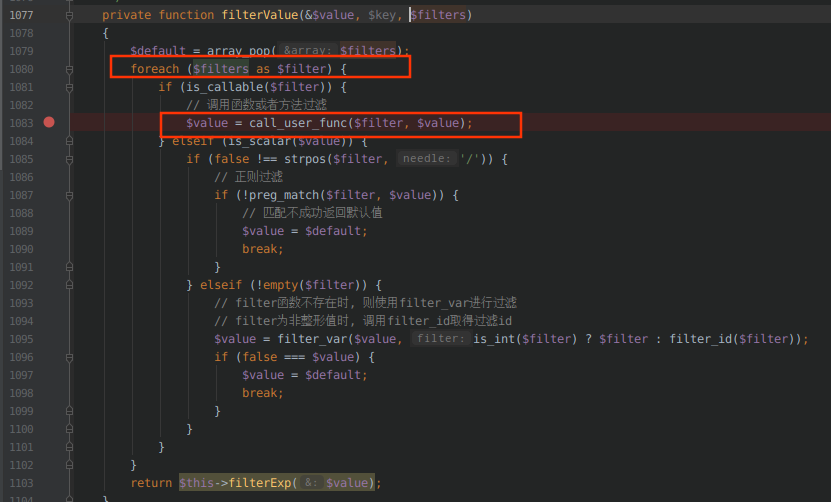 1077 private function filterValue(&$value, $key, $filters)
1078 {
1079 $default = array_pop( &array: $filters);
1080 foreach ($filters as $filter) {
1081 if (is_callable($filter)) {
1082 // 调用函数或者方法过滤
1083 $value = call_user_func($filter, $value);
1084 } elseif (is_scalar($value)) {
1085 if (false !== strpos($filter, needle: '/')) {
1086 // 正则过滤
1087 if (!preg_match($filter, $value)) {
1088 // 匹配不成功返回默认值
1089 $value = $default;
1090 break;
1091 }
1092 } elseif (!empty($filter)) {
1093 // filter函数不存在时, 则使用filter_var进行过滤
1094 // filter为非整形值时, 调用filter_id取得过滤id
1095 $value = filter_var($value, filter: is_int($filter) ? $filter : filter_id($filter));
1096 if (false === $value) {
1097 $value = $default;
1098 break;
1099 }
1100 }
1101 }
1102 }
1103 return $this->filterExp( &: $value);
1104 }